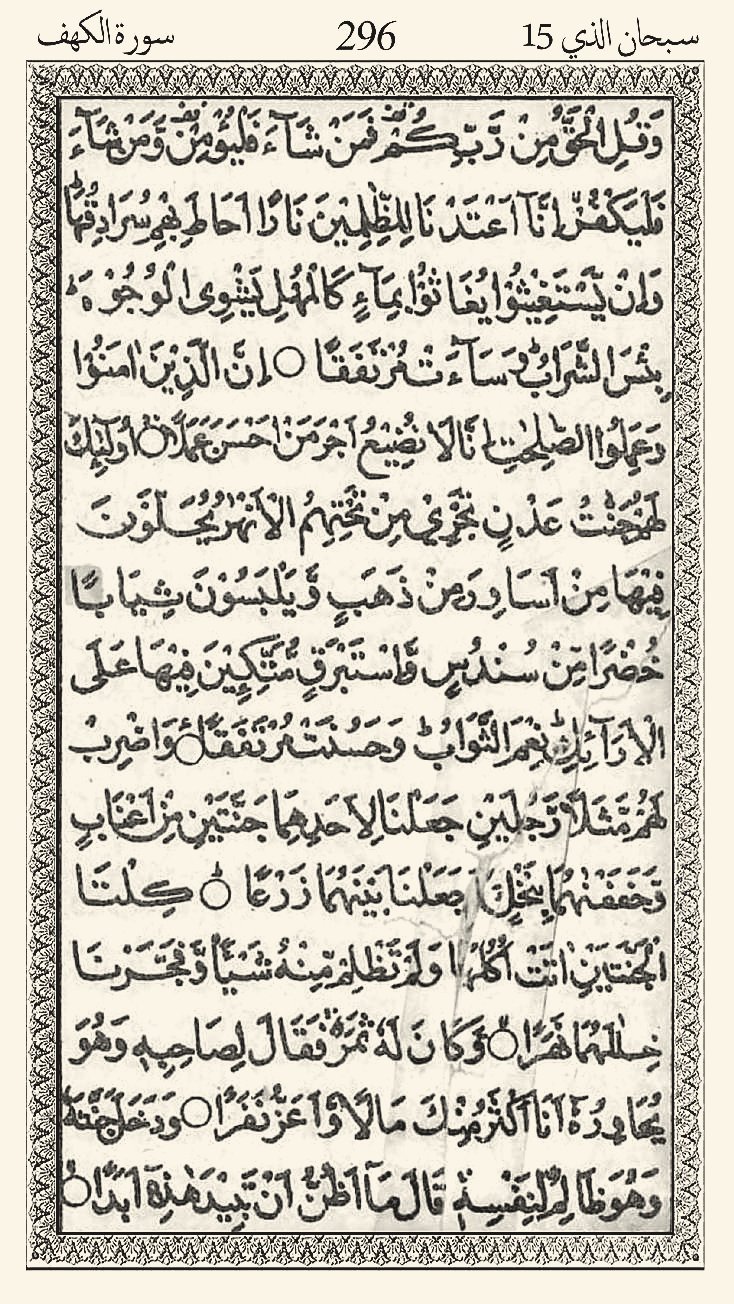 سبحان الذي 15 296 سورة الكهف
وَقُلِ الْحَقُّ مِنْ رَّبِّكُمْ فَمَنْ شَآءَ فَلْيُؤْمِنْ وَّمَنْ شَآءَ
فَلْيَكْفُرْ اِنَّآ اَعْتَدْنَا لِلظّٰلِمِيْنَ نَارًا اَحَاطَ بِهِمْ سُرَادِقُهَا ؕ
وَاِنْ يَّسْتَغِيْثُوْا يُغَاثُوْا بِمَآءٍ كَالْمُهْلِ يَشْوِى الْوُجُوْهَ ؕ
بِئْسَ الشَّرَابُ ؕ وَسَآءَتْ مُرْتَفَقًا ○ اِنَّ الَّذِيْنَ اٰمَنُوْا
وَعَمِلُوا الصّٰلِحٰتِ اِنَّا لَا نُضِيْعُ اَجْرَ مَنْ اَحْسَنَ عَمَلًا ○ اُولٰٓئِكَ
لَهُمْ جَنّٰتُ عَدْنٍ تَجْرِيْ مِنْ تَحْتِهِمُ الْاَنْهٰرُ يُحَلَّوْنَ
فِيْهَا مِنْ اَسَاوِرَ مِنْ ذَهَبٍ وَّيَلْبَسُوْنَ ثِيَابًا
خُضْرًا مِّنْ سُنْدُسٍ وَّاِسْتَبْرَقٍ مُّتَّكِـِٕيْنَ فِيْهَا عَلَى
الْاَرَآئِكِ ؕ نِعْمَ الثَّوَابُ ؕ وَحَسُنَتْ مُرْتَفَقًا ○ وَاضْرِبْ
لَهُمْ مَّثَلًا رَّجُلَيْنِ جَعَلْنَا لِاَحَدِهِمَا جَنَّتَيْنِ مِنْ اَعْنَابٍ
وَّحَفَفْنٰهُمَا بِنَخْلٍ وَّجَعَلْنَا بَيْنَهُمَا زَرْعًا ○ كِلْتَا
الْجَنَّتَيْنِ اٰتَتْ اُكُلَهَا وَلَمْ تَظْلِمْ مِّنْهُ شَيْـًٔا وَّفَجَّرْنَا
خِلٰلَهُمَا نَهَرًا ○ وَّكَانَ لَهٗ ثَمَرٌ فَقَالَ لِصَاحِبِهٖ وَهُوَ
يُحَاوِرُهٗٓ اَنَا اَكْثَرُ مِنْكَ مَالًا وَّاَعَزُّ نَفَرًا ○ وَدَخَلَ جَنَّتَهٗ
وَهُوَ ظَالِمٌ لِّنَفْسِهٖ قَالَ مَآ اَظُنُّ اَنْ تَبِيْدَ هٰذِهٖٓ اَبَدًا ○